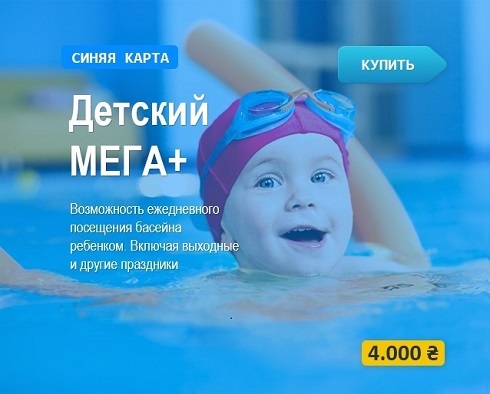 СИНЯЯ КАРТА
КУПИТЬ
Детский
МЕГА+
Возможность ежедневного
посещения басейна
ребенком. Включая выходные
и другие праздники
4.000 ₴